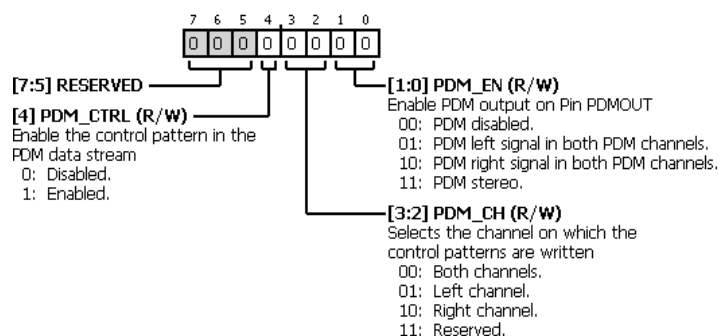 7 6 5 4 3 2 1 0
0 0 0 0 0 0 0 0
[7:5] RESERVED
[4] PDM_CTRL (R/W)
Enable the control pattern in the
PDM data stream
0: Disabled.
1: Enabled.
[1:0] PDM_EN (R/W)
Enable PDM output on Pin PDMOUT
00: PDM disabled.
01: PDM left signal in both PDM channels.
10: PDM right signal in both PDM channels.
11: PDM stereo.
[3:2] PDM_CH (R/W)
Selects the channel on which the
control patterns are written
00: Both channels.
01: Left channel.
10: Right channel.
11: Reserved.